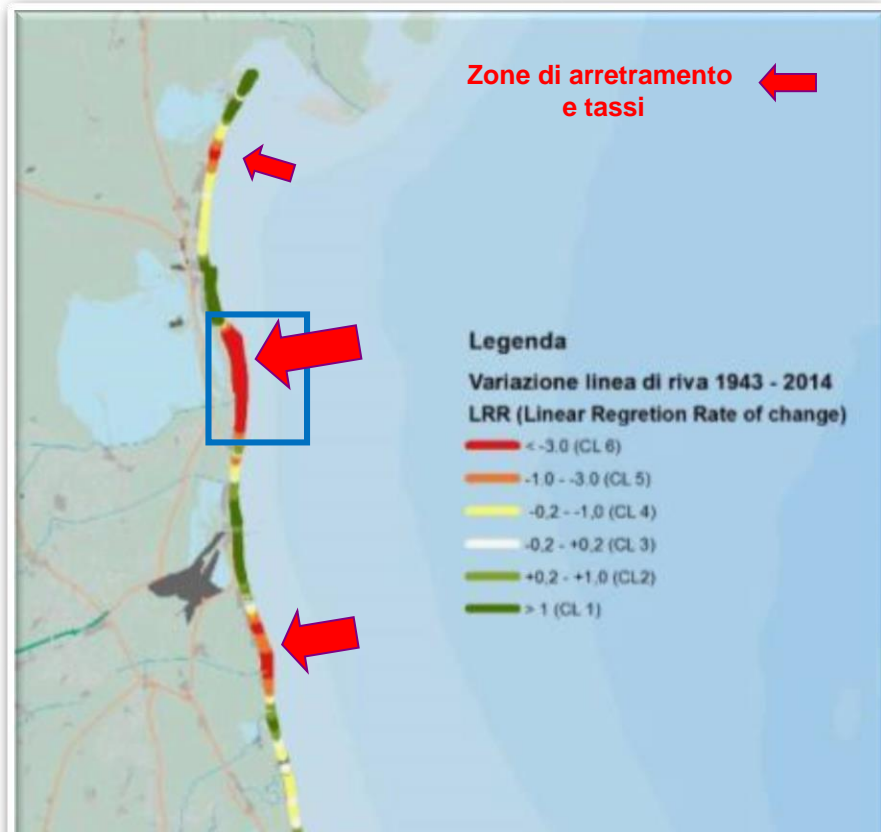 Zone di arretramento
e tassi
Legenda
Variazione linea di riva 1943 - 2014
LRR (Linear Regretion Rate of change)
< -3.0 (CL 6)
-1.0 - -3.0 (CL 5)
-0,2 - -1,0 (CL 4)
-0,2 - +0,2 (CL 3)
+0,2 - +1,0 (CL2)
> 1 (CL 1)